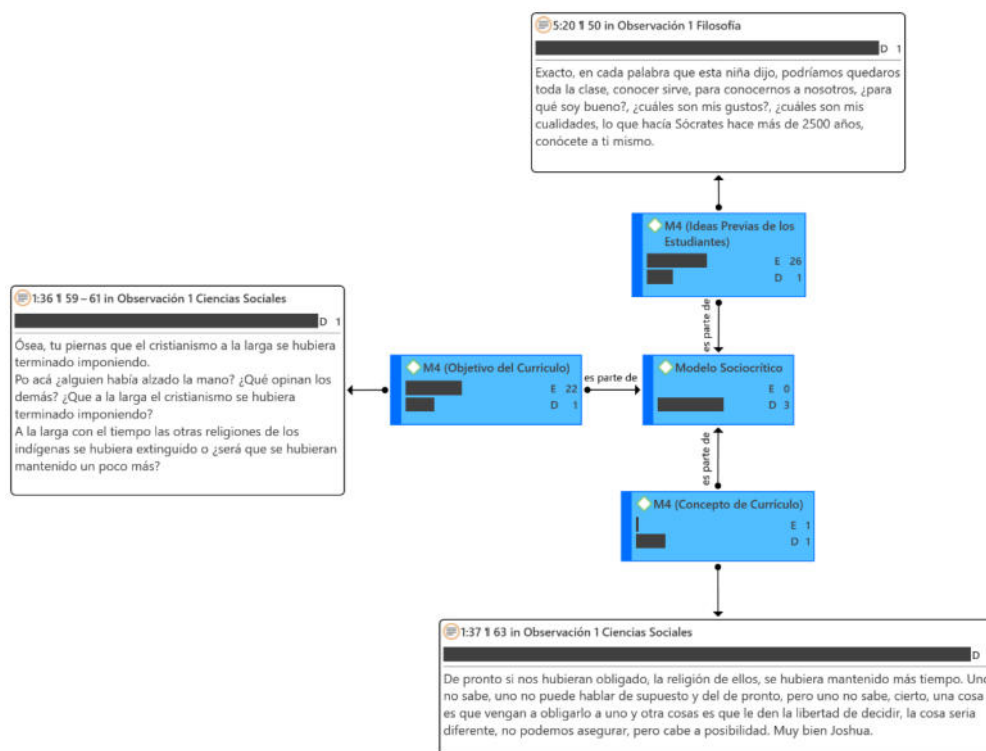 5:20 ¶ 50 in Observación 1 Filosofía
D 1
Exacto, en cada palabra que esta niña dijo, podríamos quedaros
toda la clase, conocer sirve, para conocernos a nosotros, ¿para
qué soy bueno?, ¿cuáles son mis gustos?, ¿cuáles son mis
cualidades, lo que hacía Sócrates hace más de 2500 años,
conócete a ti mismo.
M4 (Ideas Previas de los
Estudiantes)
E 26
D 1
es parte de
1:36 ¶ 59 – 61 in Observación 1 Ciencias Sociales
D 1
Ósea, tu piernas que el cristianismo a la larga se hubiera
terminado imponiendo.
Po acá ¿alguien había alzado la mano? ¿Qué opinan los
demás? ¿Que a la larga el cristianismo se hubiera
terminado imponiendo?
A la larga con el tiempo las otras religiones de los
indígenas se hubiera extinguido o ¿será que se hubieran
mantenido un poco más?
M4 (Objetivo del Currículo)
E 22
D 1
es parte de
Modelo Sociocrítico
E 0
D 3
es parte de
M4 (Concepto de Currículo)
E 1
D 1
1:37 ¶ 63 in Observación 1 Ciencias Sociales
D
De pronto si nos hubieran obligado, la religión de ellos, se hubiera mantenido más tiempo. Uno
no sabe, uno no puede hablar de supuesto y del de pronto, pero uno no sabe, cierto, una cosa
es que vengan a obligarlo a uno y otra cosas es que le den la libertad de decidir, la cosa seria
diferente, no podemos asegurar, pero cabe a posibilidad. Muy bien Joshua.